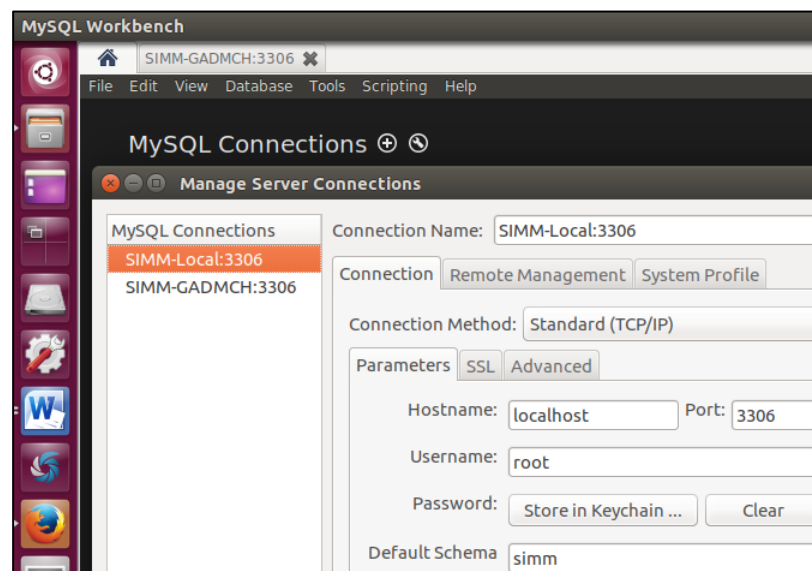 MySQL Workbench
SIMM-GADMCH:3306
File Edit View Database Tools Scripting Help
MySQL Connections
Manage Server Connections
MySQL Connections
SIMM-Local:3306
SIMM-GADMCH:3306
Connection Name: SIMM-Local:3306
Connection Remote Management System Profile
Connection Method: Standard (TCP/IP)
Parameters SSL Advanced
Hostname: localhost Port: 3306
Username: root
Password: Store in Keychain ... Clear
Default Schema simm
W